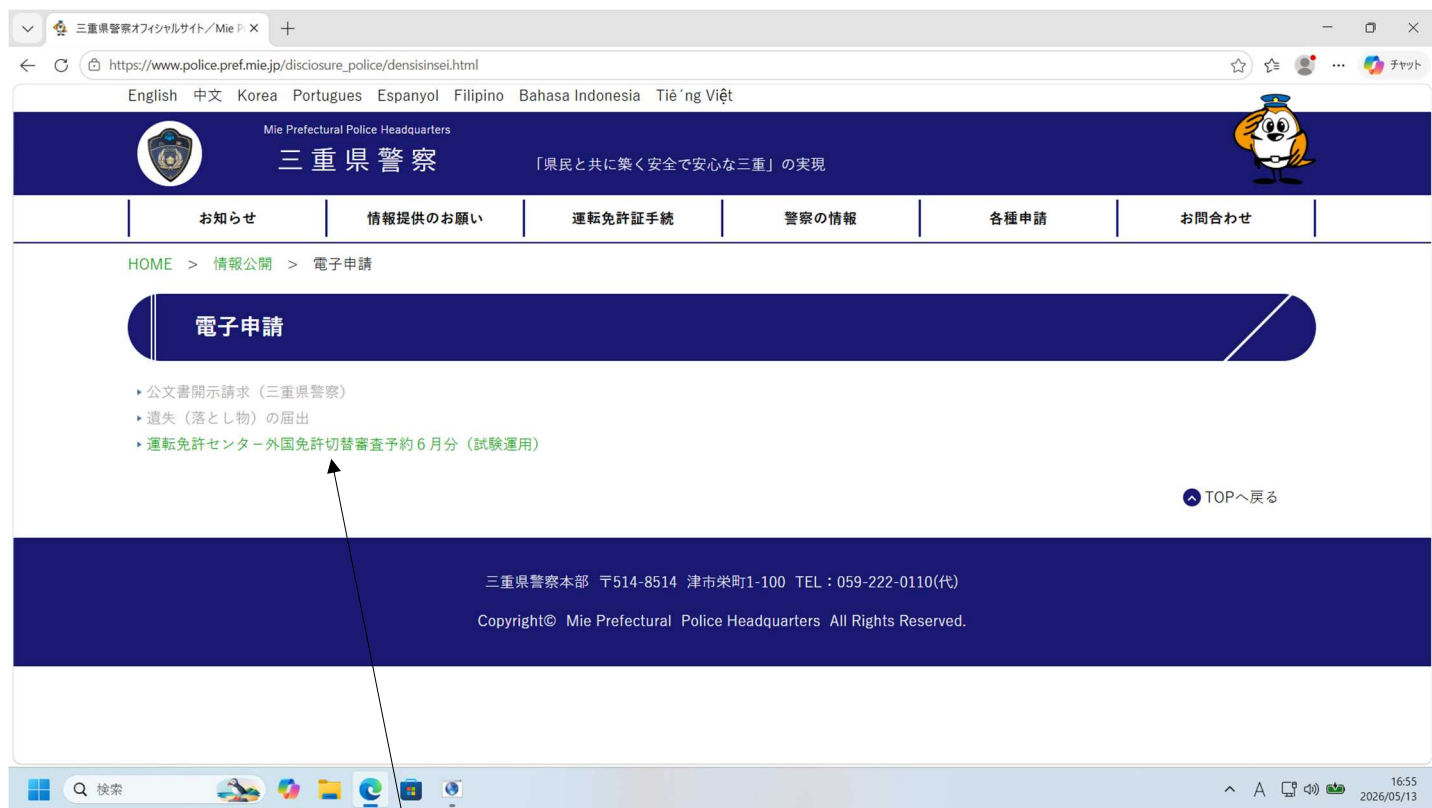 三重県警察オフィシャルサイト／Mie P
https://www.police.pref.mie.jp/disciosure_police/densisinsei.html
チャット
English 中文 Korea Portugues Espanyol Filipino Bahasa Indonesia Tiê´ng Việt
Mie Prefectural Police Headquarters
三重県警察
「県民と共に築く安全で安心な三重」の実現
お知らせ 情報提供のお願い 運転免許証手続 警察の情報 各種申請 お問合わせ
HOME > 情報公開 > 電子申請
電子申請
公文書開示請求（三重県警察）
遺失（落とし物）の届出
運転免許センター外国免許切替審査予約６月分（試験運用）
TOPへ戻る
三重県警察本部 〒514-8514 津市栄町1-100 TEL：059-222-0110(代)
Copyright© Mie Prefectural Police Headquarters All Rights Reserved.
検索
A
16:55
2026/05/13